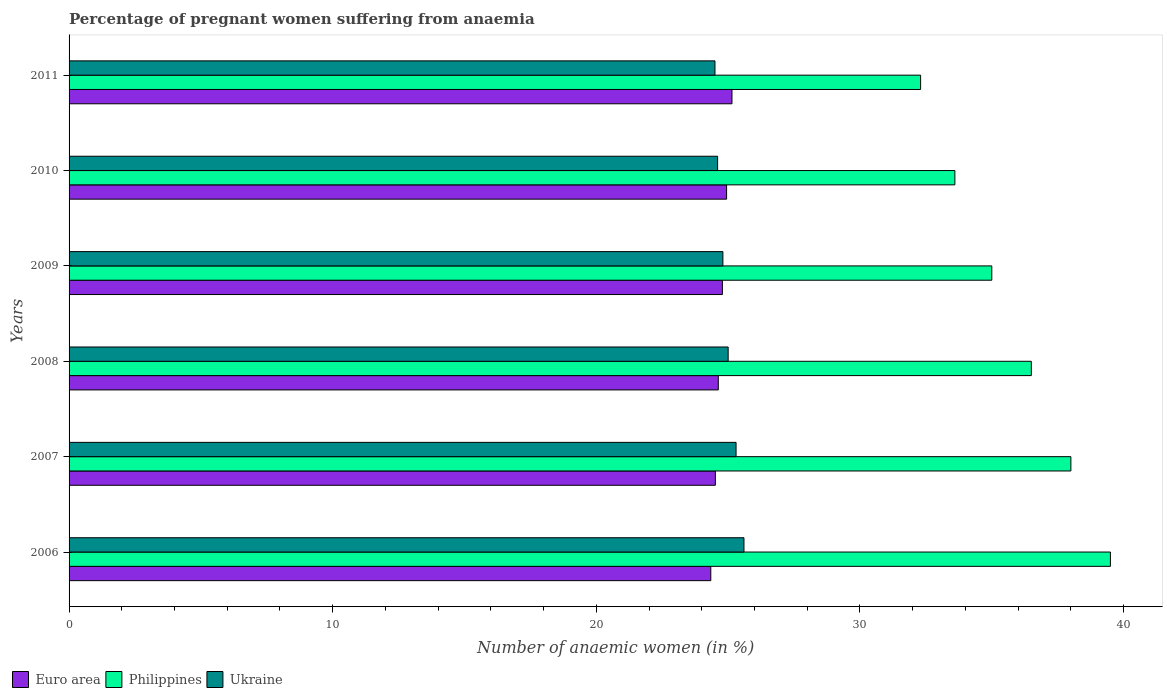 Percentage of pregnant women suffering from anaemia
2011
2010
2009
2008
2007
2006
Years
0
10
20
30
40
Number of anaemic women (in %)
Euro area
Philippines
Ukraine